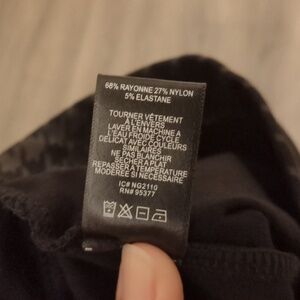 68% RAYONNE 27% NYLON
5% ELASTANE
TOURNER VÊTEMENT
À L'ENVERS
LAVER EN MACHINE A
L'EAU FROIDE CYCLE
DÉLICAT AVEC COULEURS
SIMILAIRES
NE PAS BLANCHIR
SÉCHER À PLAT
REPASSER À TEMPÉRATURE
MODÉRÉE SI NÉCESSAIRE
IC# NG2110
RN# 95377